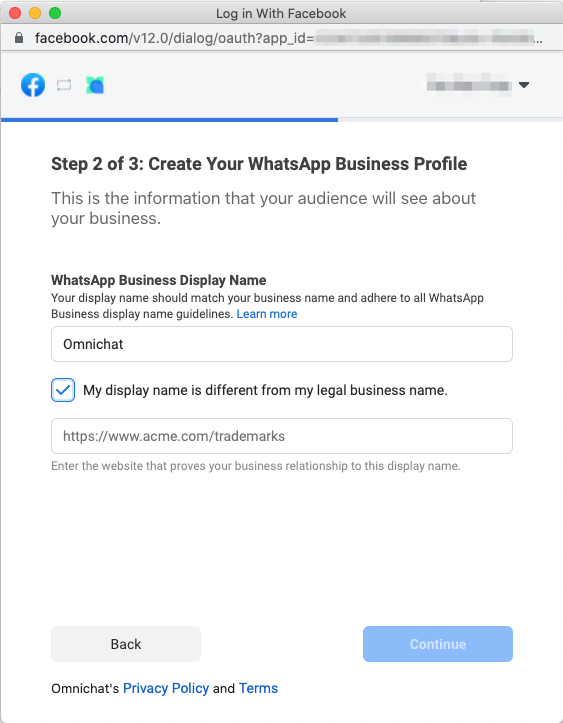 Log in With Facebook
facebook.com/v12.0/dialog/oauth?app_id=
Step 2 of 3: Create Your WhatsApp Business Profile
This is the information that your audience will see about
your business.
WhatsApp Business Display Name
Your display name should match your business name and adhere to all WhatsApp
Business display name guidelines. Learn more
Omnichat
My display name is different from my legal business name.
https://www.acme.com/trademarks
Enter the website that proves your business relationship to this display name.
Back
Continue
Omnichat's Privacy Policy and Terms